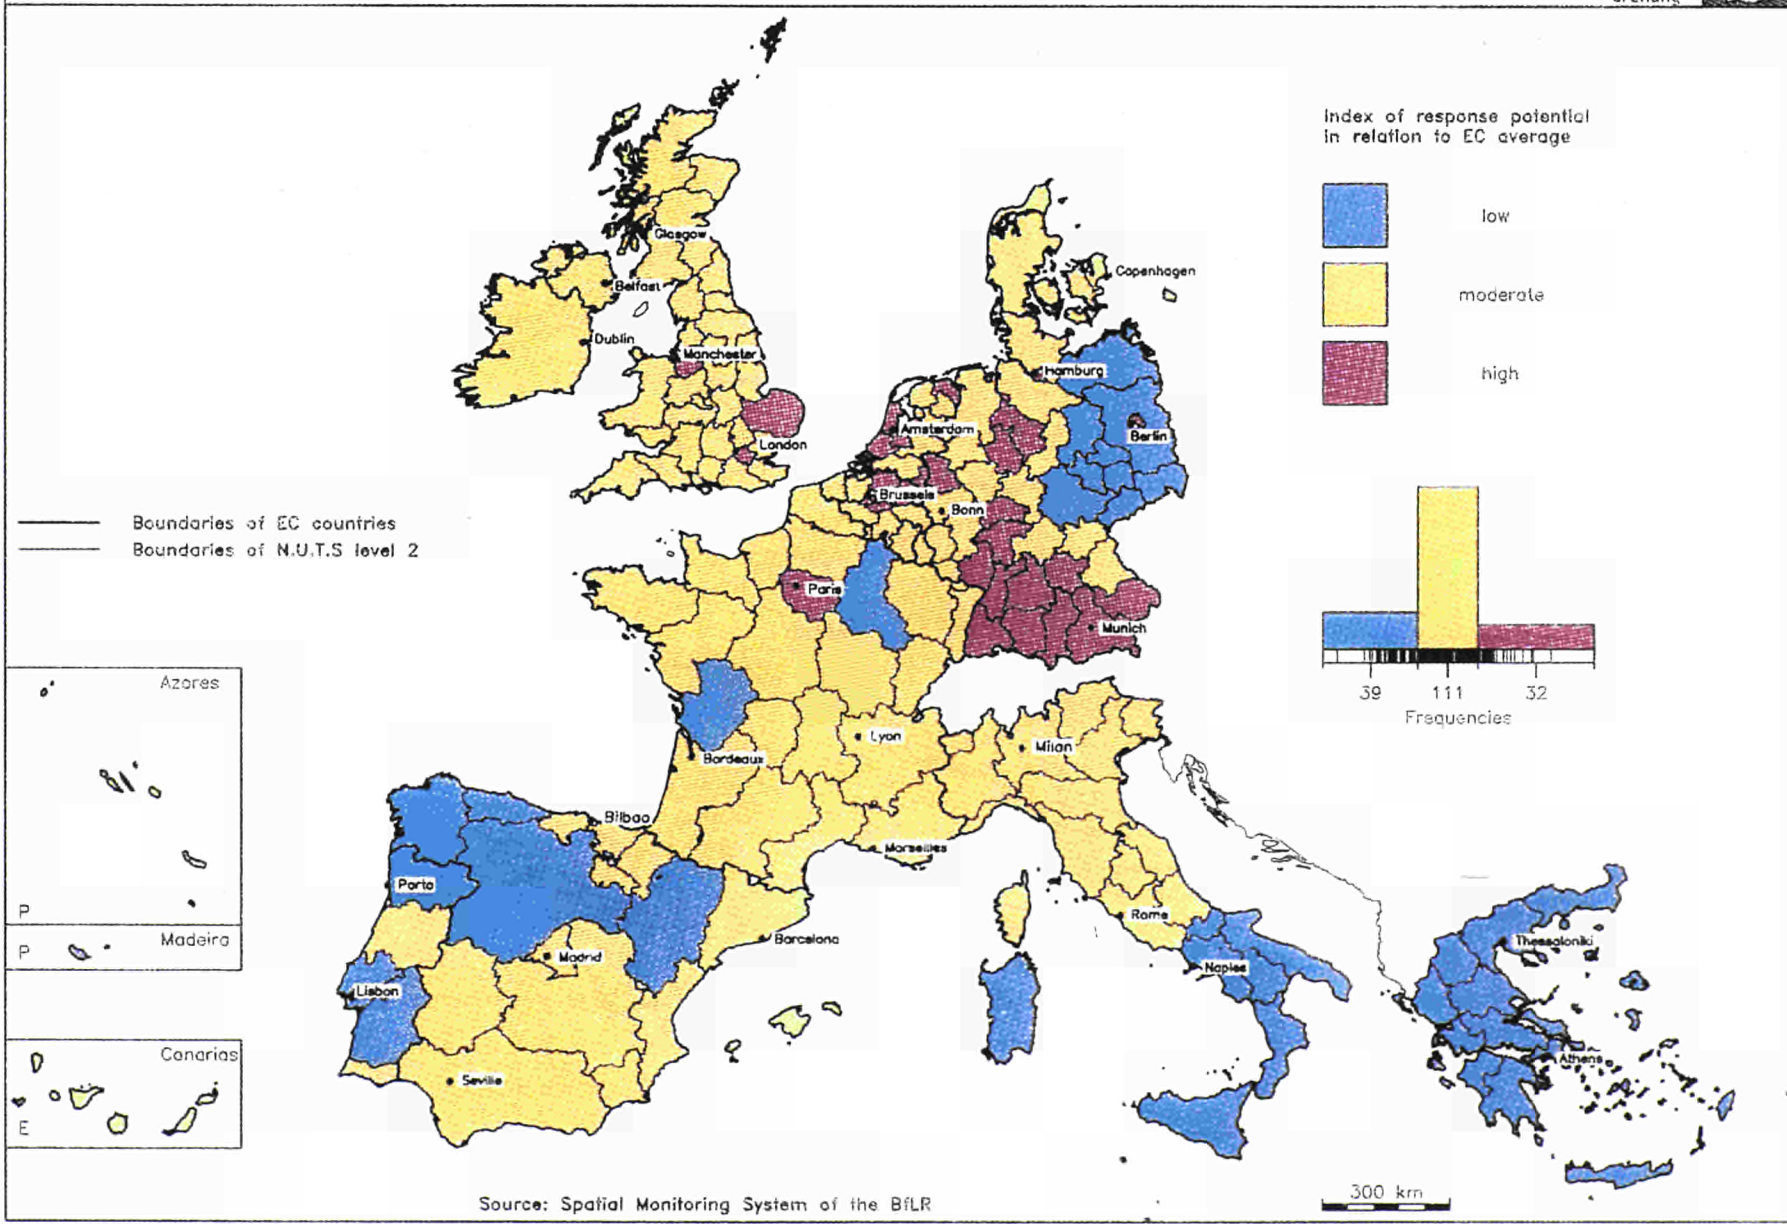 Index of response potential
in relation to EC average
low
moderate
high
Glasgow
Belfast
Dublin
Manchester
London
Copenhagen
Hamburg
Berlin
Amsterdam
Brussels
Bonn
Paris
Munich
Boundaries of EC countries
Boundaries of N.U.T.S level 2
39 111 32
Frequencies
Lyon
Milan
Bordeaux
Bilbao
Marseilles
Porto
Rome
Barcelona
Madrid
Naples
Thessaloniki
Lisbon
Athens
Seville
Azores
P
Madeira
P
Canarias
E
Source: Spatial Monitoring System of the BfLR
300 km